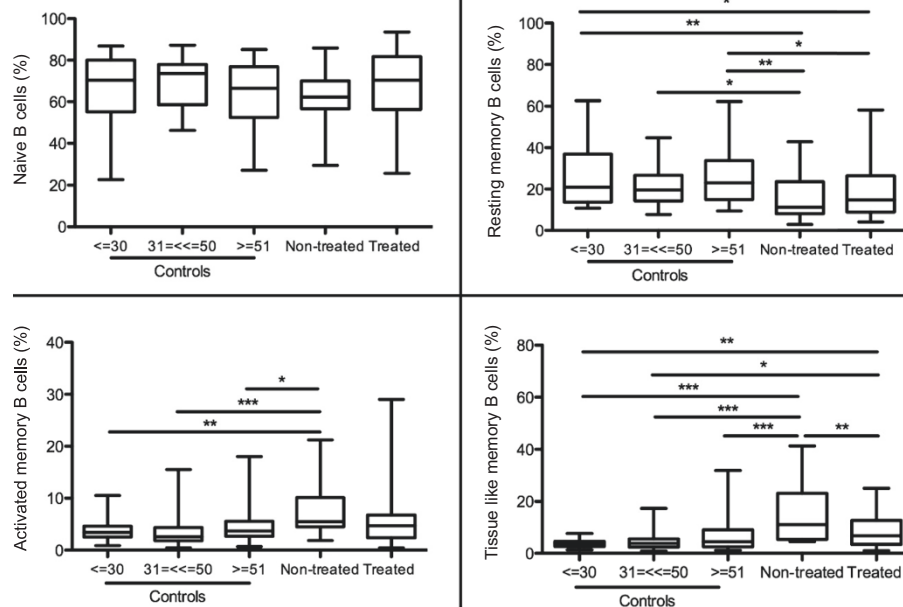 Naive B cells (%)
100
80
60
40
20
0
<=30 31=<<=50 >=51 Non-treated Treated
Controls
Resting memory B cells (%)
*
100
**
80
*
**
*
60
40
20
0
<=30 31=<<=50 >=51 Non-treated Treated
Controls
Activated memory B cells (%)
40
30
*
***
**
20
10
0
<=30 31=<<=50 >=51 Non-treated Treated
Controls
Tissue like memory B cells (%)
80
**
*
***
60
***
*** **
40
20
0
<=30 31=<<=50 >=51 Non-treated Treated
Controls